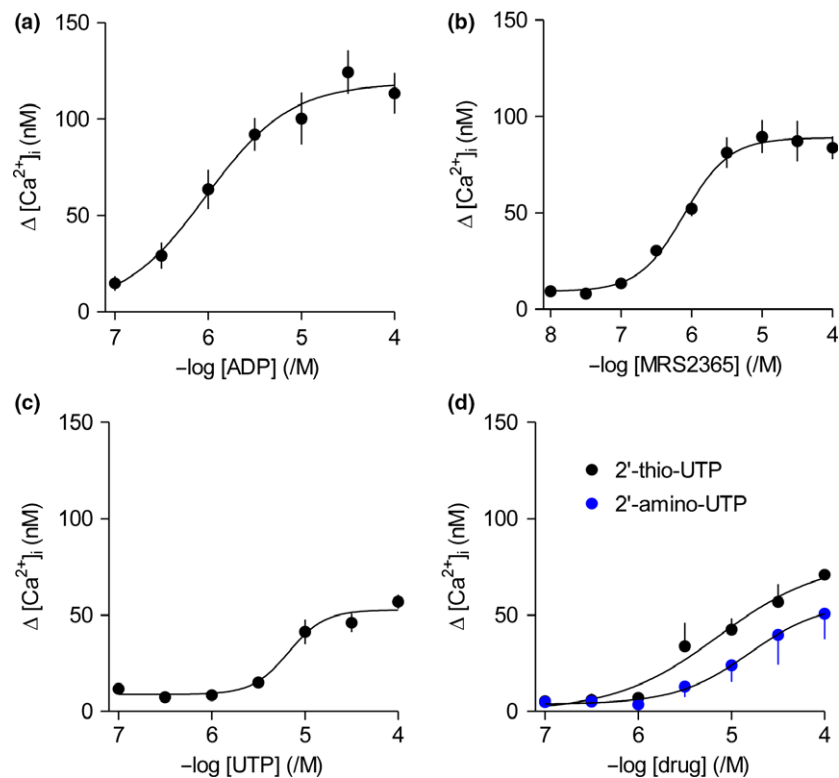 (a)
150
100
50
0
Δ [Ca2+]i (nM)
7 6 5 4
–log [ADP] (/M)
(b)
150
100
50
0
Δ [Ca2+]i (nM)
8 7 6 5 4
–log [MRS2365] (/M)
(c)
150
100
50
0
Δ [Ca2+]i (nM)
7 6 5 4
–log [UTP] (/M)
(d)
150
100
50
0
Δ [Ca2+]i (nM)
2'-thio-UTP
2'-amino-UTP
7 6 5 4
–log [drug] (/M)